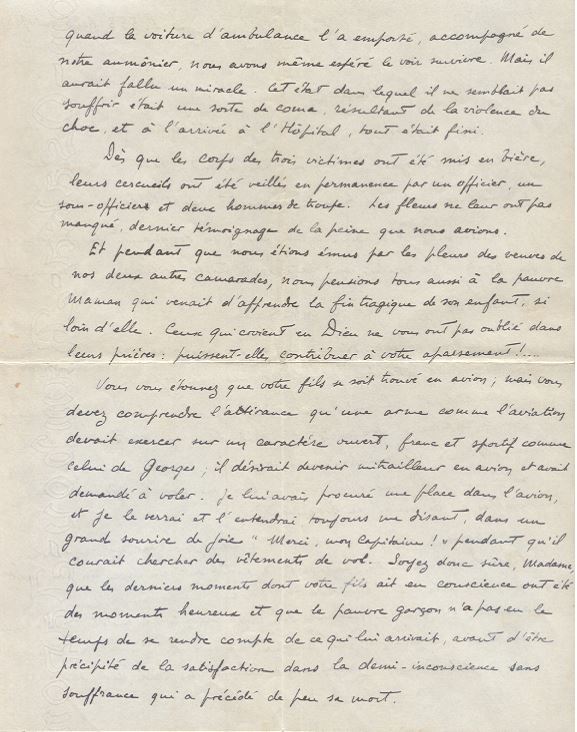 quand la voiture d'ambulance l'a emporté, accompagné de
notre aumônier, nous avons même espéré le voir survivre. Mais il
aurait fallu un miracle. Cet état dans lequel il ne semblait pas
souffrir était une sorte de coma, résultant de la violence du
choc, et à l'arrivée à l'Hôpital, tout était fini.
Dès que les corps des trois victimes ont été mis en bière,
leurs cercueils ont été veillés en permanence par un officier, un
sous-officier et deux hommes de troupe. Les fleurs ne leur ont pas
manqué, dernier témoignage de la peine que nous avions.
Et pendant que nous étions émus par les pleurs des veuves de
nos deux autres camarades, nous pensions tous aussi à la pauvre
Maman qui venait d'apprendre la fin tragique de son enfant, si
loin d'elle. Ceux qui croient en Dieu ne vous ont pas oublié dans
leurs prières : puissent-elles contribuer à votre apaisement !....
Vous vous étonnez que votre fils se soit trouvé en avion ; mais vous
devez comprendre l'attirance qu'une arme comme l'aviation
devait exercer sur un caractère ouvert, franc et sportif comme
celui de Georges ; il désirait devenir mitrailleur en avion et avait
demandé à voler. Je lui avais procuré une place dans l'avion,
et je le verrai et l'entendrai toujours me disant, dans un
grand sourire de joie "Merci, mon Capitaine ! » pendant qu'il
courait chercher des vêtements de vol. Soyez donc sûre, Madame,
que les derniers moments dont votre fils ait eu conscience ont été
des moments heureux et que le pauvre garçon n'a pas eu le
temps de se rendre compte de ce qui lui arrivait, avant d'être
précipité de la satisfaction dans la demi-inconscience sans
souffrance qui a précédé de peu sa mort.